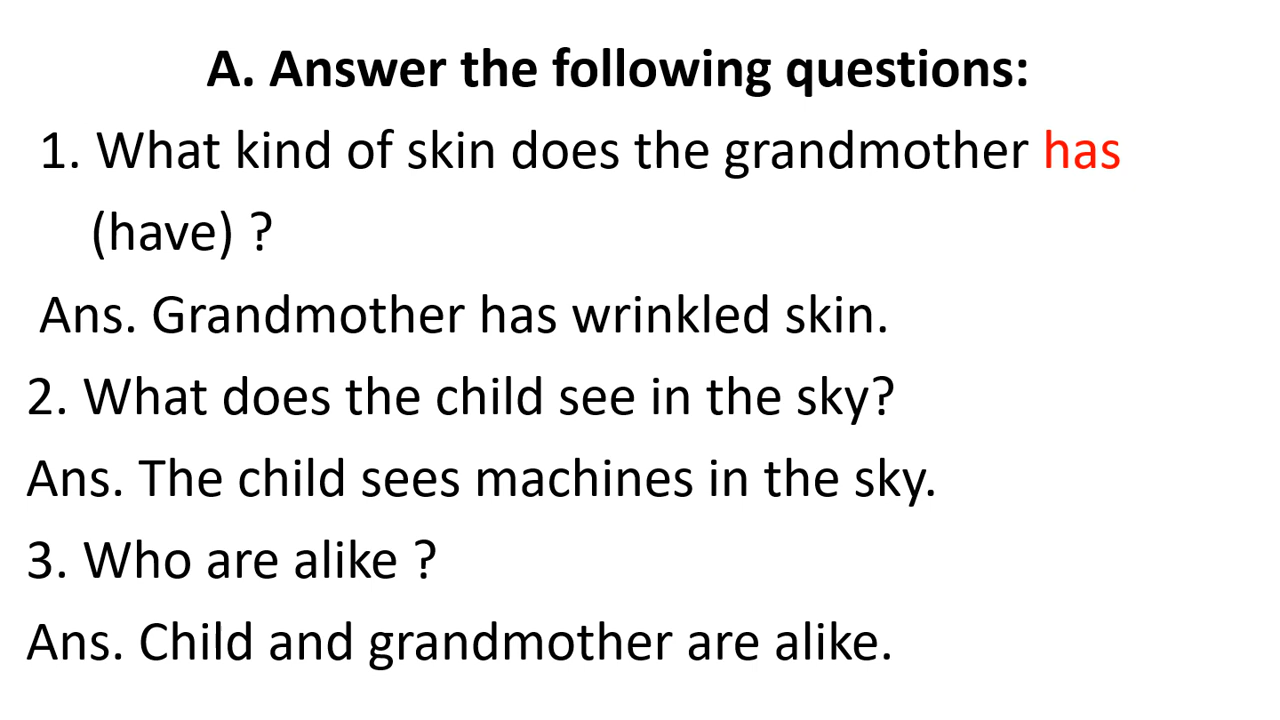 A. Answer the following questions:
1. What kind of skin does the grandmother has
(have) ?
Ans. Grandmother has wrinkled skin.
2. What does the child see in the sky?
Ans. The child sees machines in the sky.
3. Who are alike ?
Ans. Child and grandmother are alike.